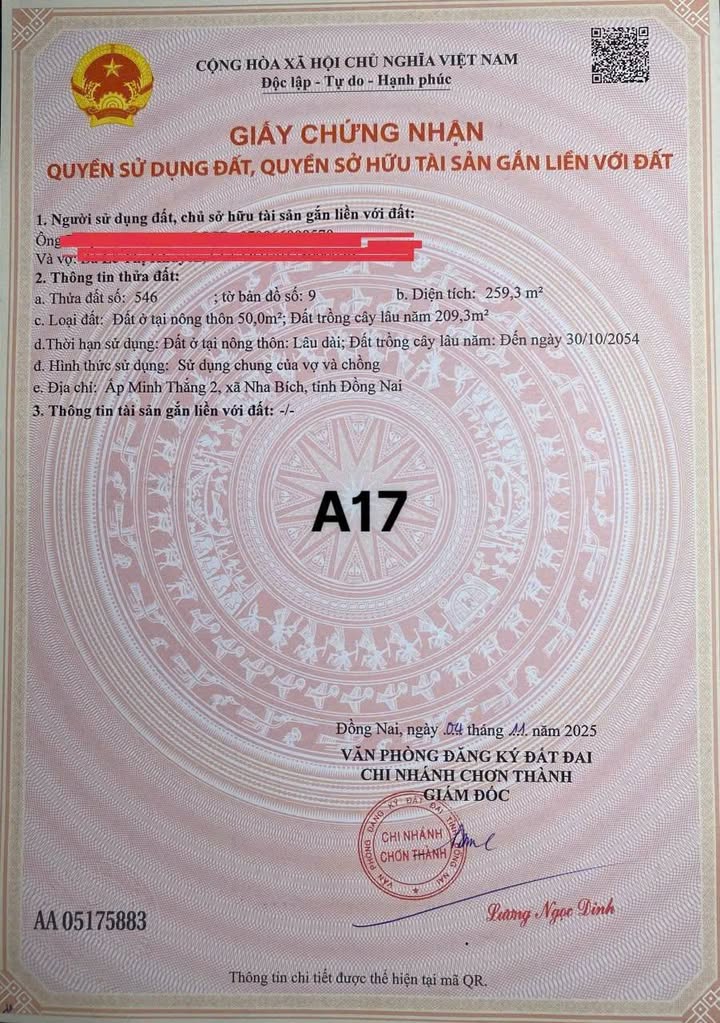 CỘNG HÒA XÃ HỘI CHỦ NGHĨA VIỆT NAM
Độc lập - Tự do - Hạnh phúc
GIẤY CHỨNG NHẬN
QUYỀN SỬ DỤNG ĐẤT, QUYỀN SỞ HỮU TÀI SẢN GẮN LIỀN VỚI ĐẤT
1. Người sử dụng đất, chủ sở hữu tài sản gắn liền với đất:
Ông
Và vợ:
2. Thông tin thửa đất:
a. Thửa đất số: 546 ; tờ bản đồ số: 9 b. Diện tích: 259,3 m²
c. Loại đất: Đất ở tại nông thôn 50,0m²; Đất trồng cây lâu năm 209,3m²
d.Thời hạn sử dụng: Đất ở tại nông thôn: Lâu dài; Đất trồng cây lâu năm: Đến ngày 30/10/2054
đ. Hình thức sử dụng: Sử dụng chung của vợ và chồng
e. Địa chỉ: Ấp Minh Thắng 2, xã Nha Bích, tỉnh Đồng Nai
3. Thông tin tài sản gắn liền với đất: -/-
A17
Đồng Nai, ngày 04 tháng 11 năm 2025
VĂN PHÒNG ĐĂNG KÝ ĐẤT ĐAI
CHI NHÁNH CHƠN THÀNH
GIÁM ĐỐC
VĂN PHÒNG ĐĂNG KÝ ĐẤT ĐAI TỈNH ĐỒNG NAI
CHI NHÁNH
CHƠN THÀNH
Lương Ngọc Dinh
AA 05175883
Thông tin chi tiết được thể hiện tại mã QR.